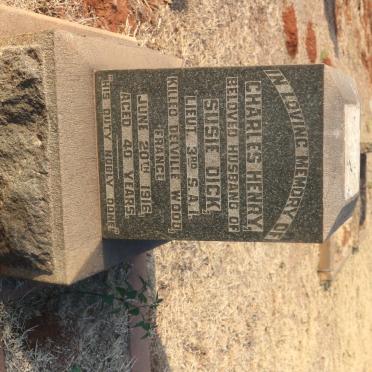 IN LOVING MEMORY OF
CHARLES HENRY,
BELOVED HUSBAND OF
SUSIE DICK,
LIEUT 3RD S.A.I.
KILLED DELVILLE WOOD,
FRANCE
JUNE 20TH 1916,
AGED 40 YEARS.
"HIS DUTY NOBLY DONE"